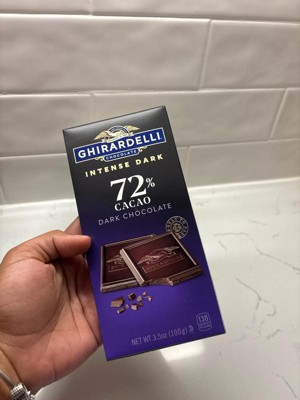 GHIRARDELLI
CHOCOLATE
INTENSE DARK
72%
CACAO
DARK CHOCOLATE
NET WT 3.5oz (100g)